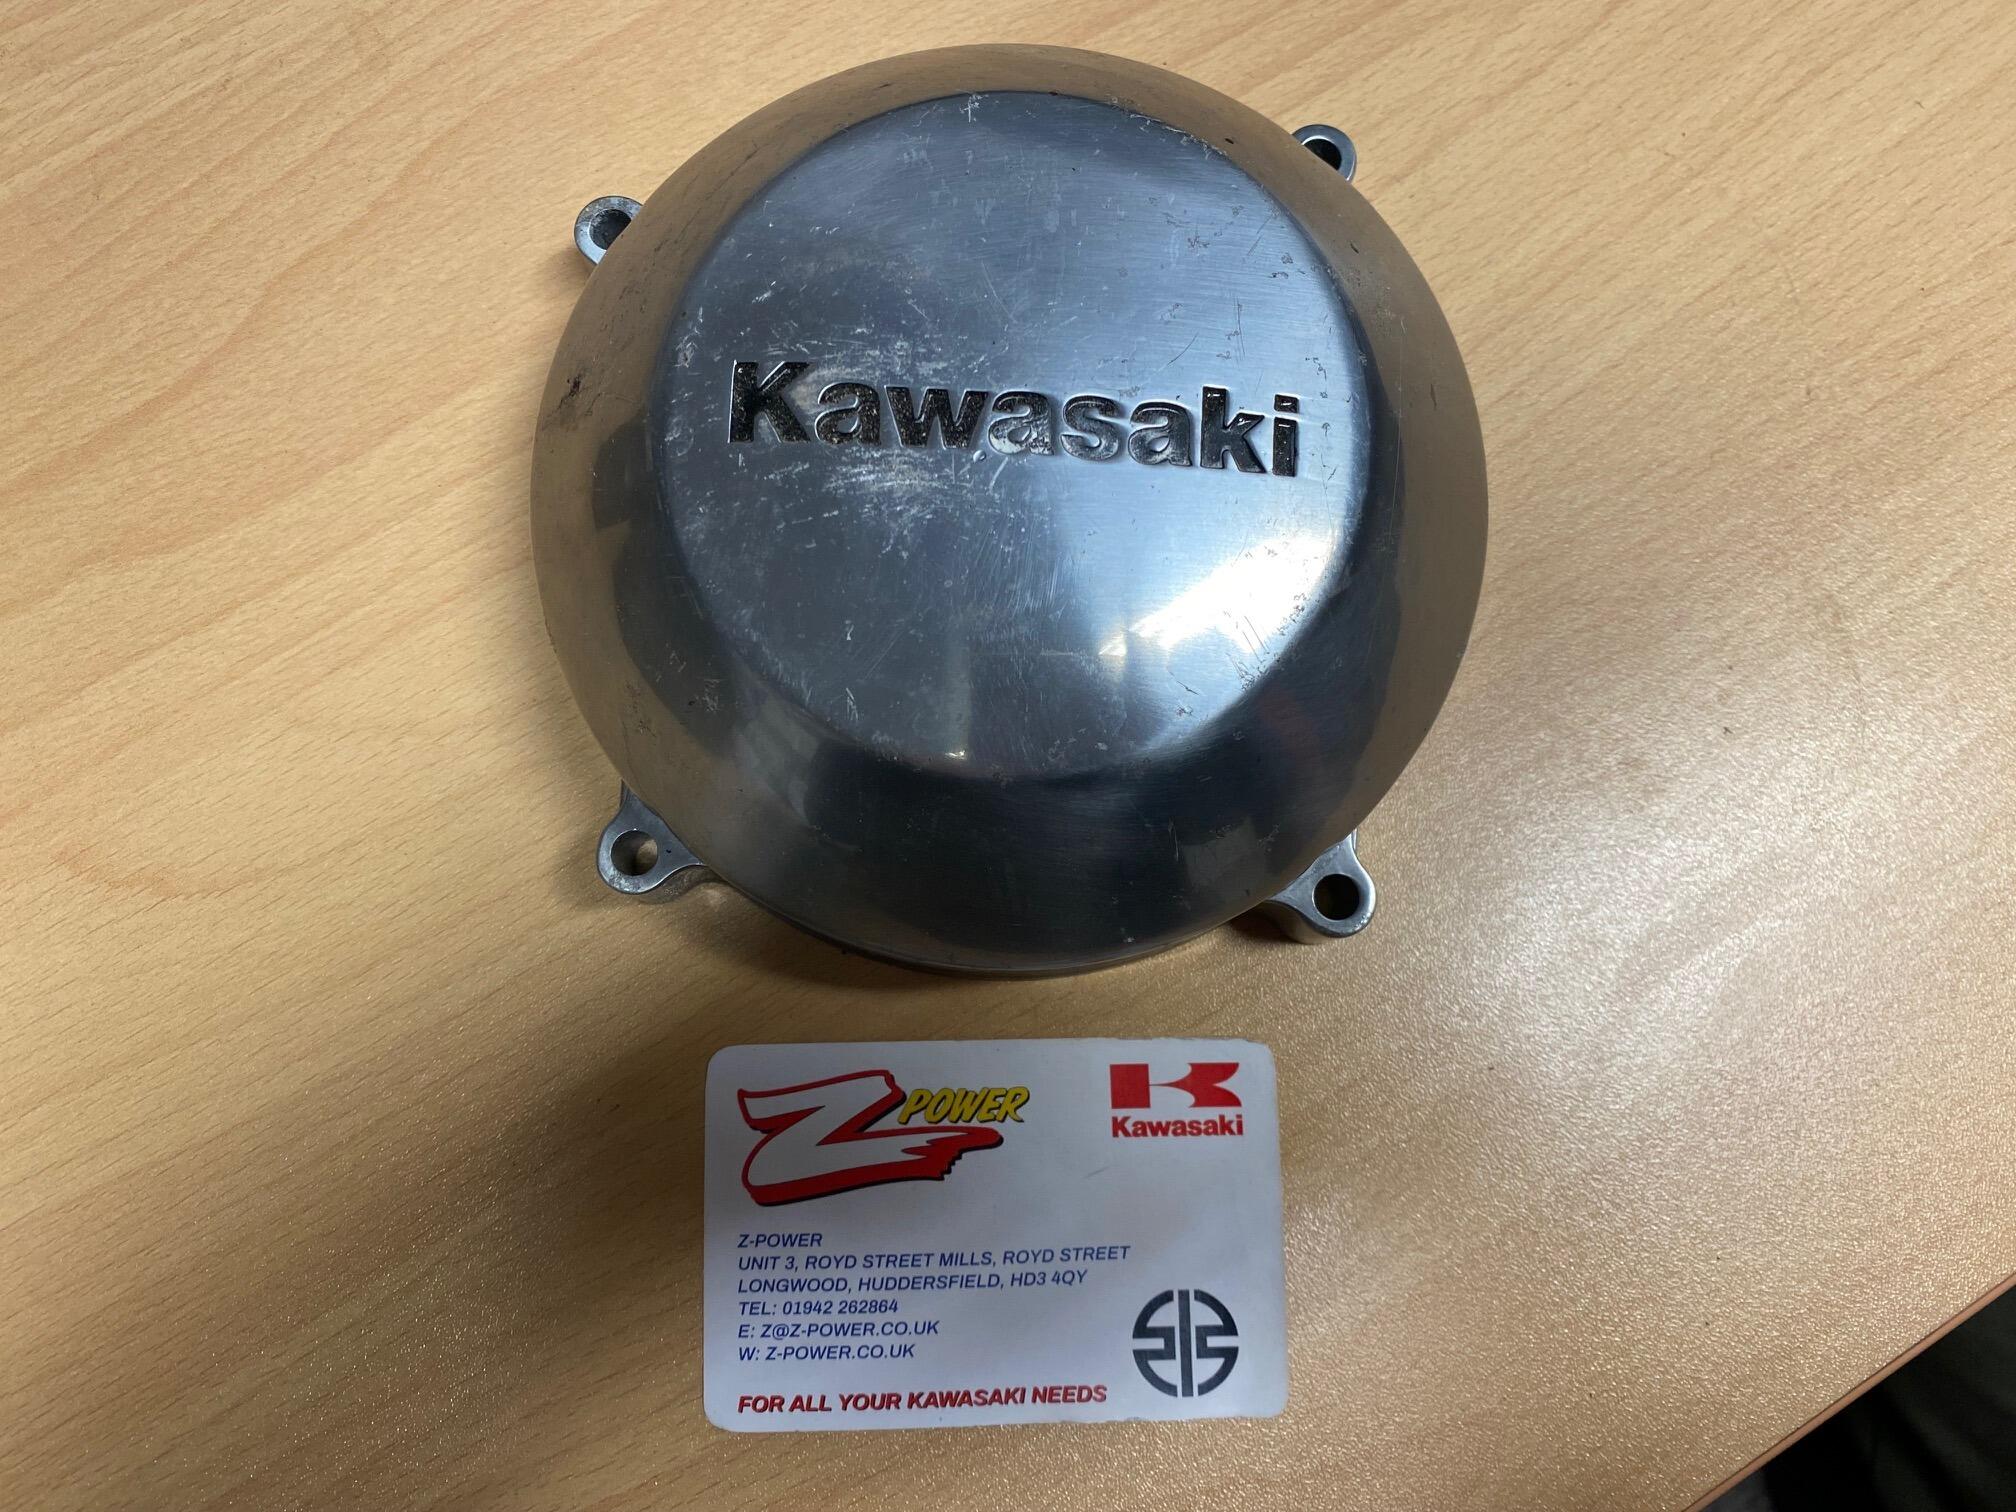 Kawasaki
Z POWER
Kawasaki
Z-POWER
UNIT 3, ROYD STREET MILLS, ROYD STREET
LONGWOOD, HUDDERSFIELD, HD3 4QY
TEL: 01942 262864
E: Z@Z-POWER.CO.UK
W: Z-POWER.CO.UK
FOR ALL YOUR KAWASAKI NEEDS